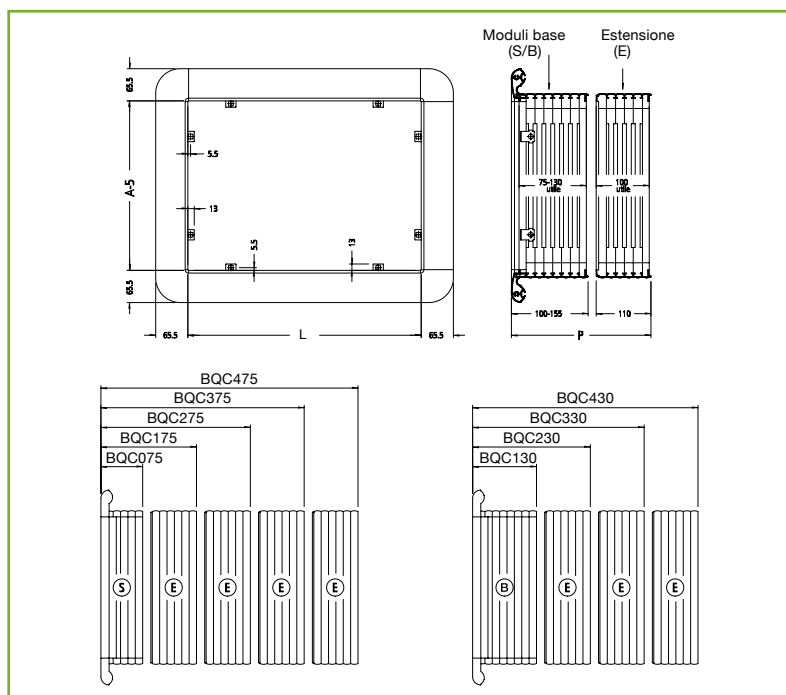 Moduli base
(S/B)
Estensione
(E)
65.5
A-5
65.5
5.5
13
5.5
13
65.5
L
65.5
75-130
utile
100
utile
100-155
110
P
BQC475
BQC375
BQC275
BQC175
BQC075
S
E
E
E
E
BQC430
BQC330
BQC230
BQC130
B
E
E
E